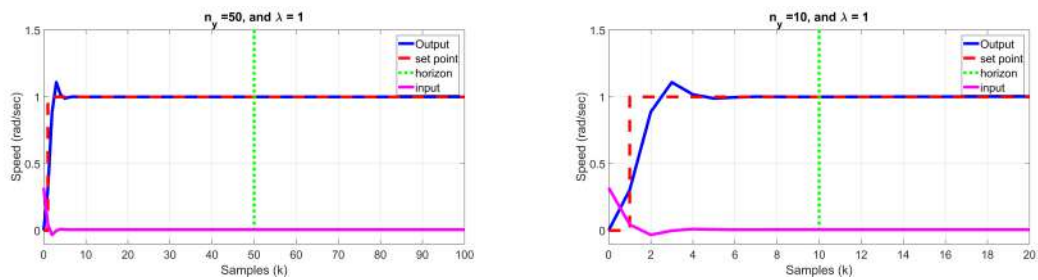 n_y =50, and λ = 1
1.5
1
0.5
0
Speed (rad/sec)
Output
set point
horizon
input
0 10 20 30 40 50 60 70 80 90 100
Samples (k)
n_y =10, and λ = 1
1.5
1
0.5
0
Speed (rad/sec)
Output
set point
horizon
input
0 2 4 6 8 10 12 14 16 18 20
Samples (k)